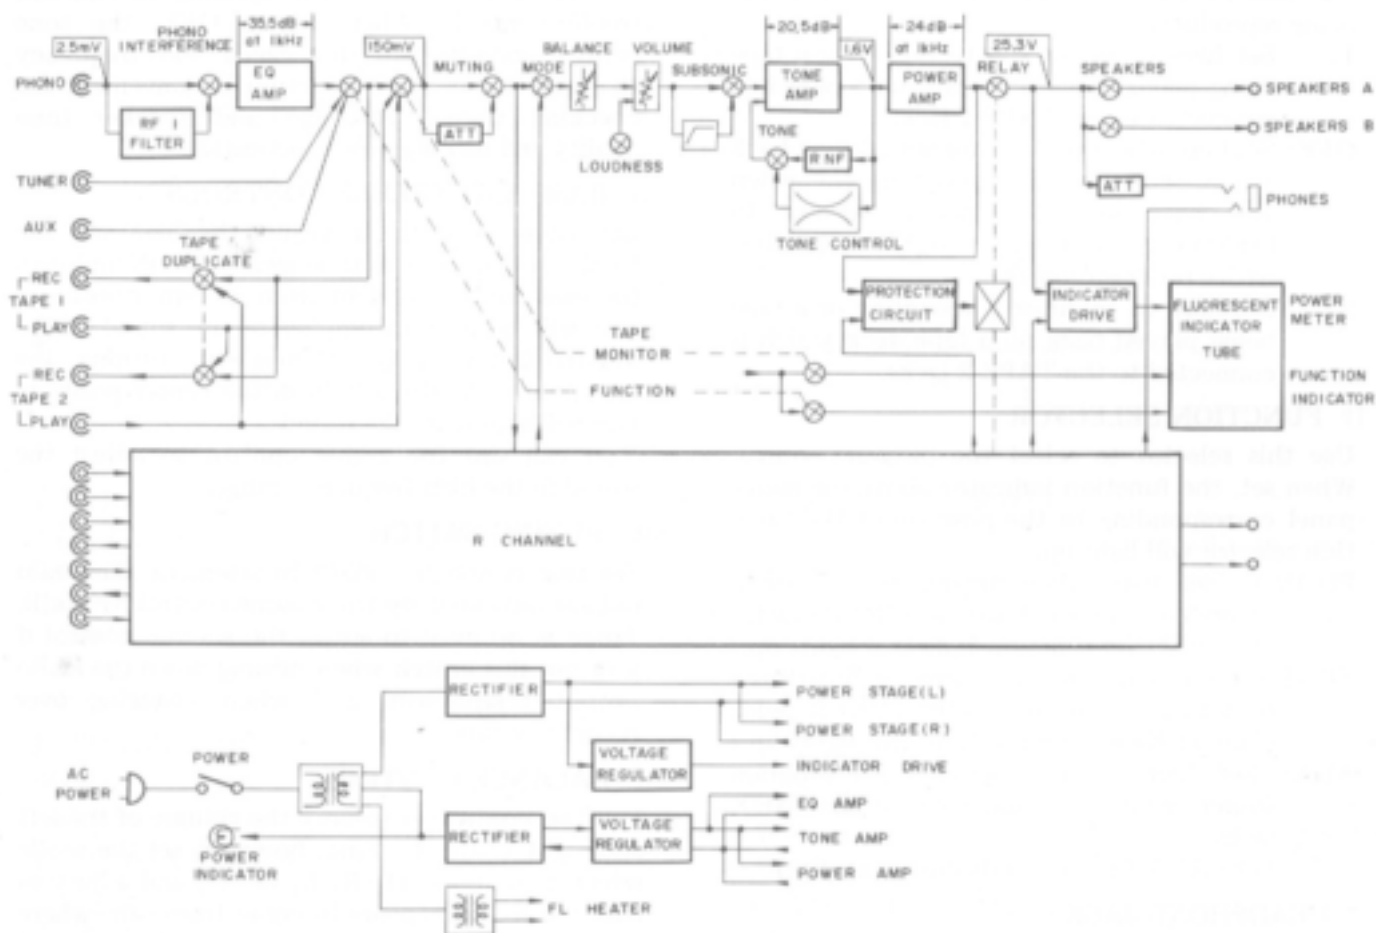 35.5dB
at 1kHz
PHONO
INTERFERENCE
2.5mV
PHONO
EQ
AMP
RF I
FILTER
150mV
MUTING
ATT
MODE
BALANCE
VOLUME
LOUDNESS
SUBSONIC
20.5dB
TONE
AMP
1.6V
TONE
R NF
TONE CONTROL
24dB
at 1kHz
POWER
AMP
25.3V
RELAY
SPEAKERS
SPEAKERS A
SPEAKERS B
ATT
PHONES
TUNER
AUX
TAPE
DUPLICATE
REC
TAPE 1
PLAY
REC
TAPE 2
PLAY
TAPE
MONITOR
FUNCTION
PROTECTION
CIRCUIT
INDICATOR
DRIVE
FLUORESCENT
INDICATOR
TUBE
POWER
METER
FUNCTION
INDICATOR
R CHANNEL
RECTIFIER
POWER STAGE(L)
POWER STAGE(R)
VOLTAGE
REGULATOR
INDICATOR DRIVE
AC
POWER
POWER
POWER
INDICATOR
RECTIFIER
VOLTAGE
REGULATOR
EQ AMP
TONE AMP
POWER AMP
FL HEATER